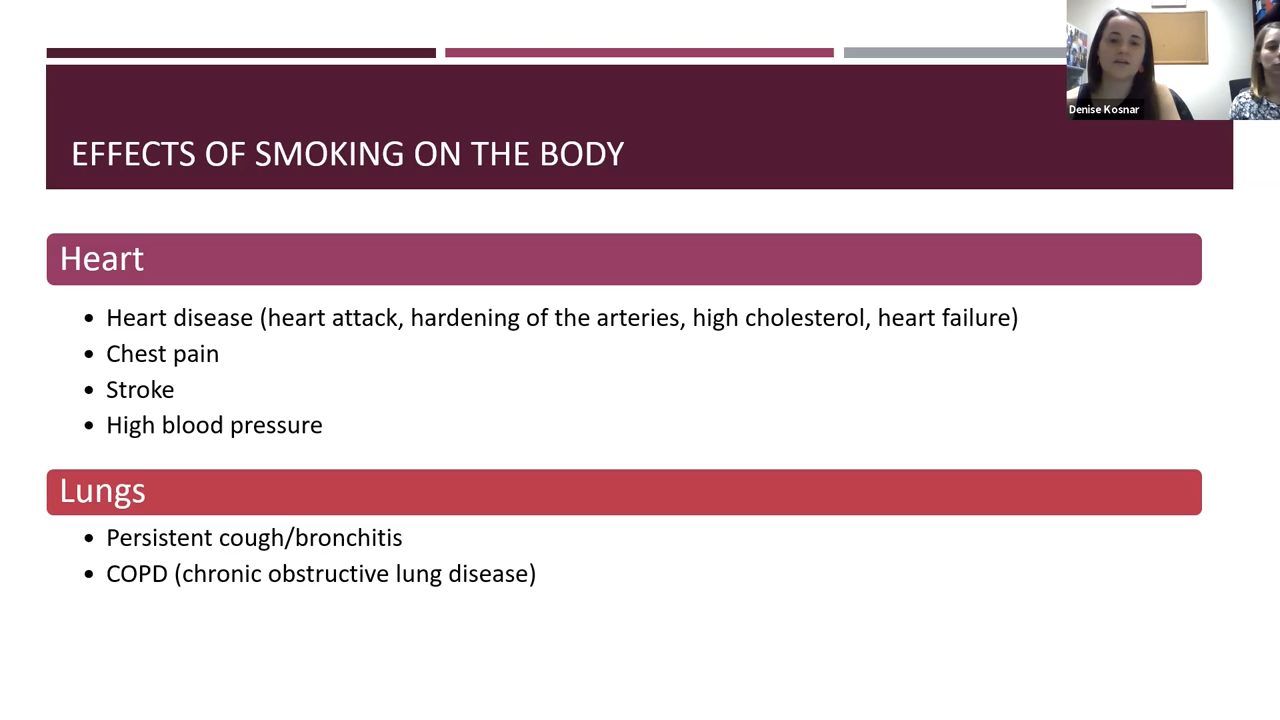 Denise Kosnar
EFFECTS OF SMOKING ON THE BODY
Heart
• Heart disease (heart attack, hardening of the arteries, high cholesterol, heart failure)
• Chest pain
• Stroke
• High blood pressure
Lungs
• Persistent cough/bronchitis
• COPD (chronic obstructive lung disease)